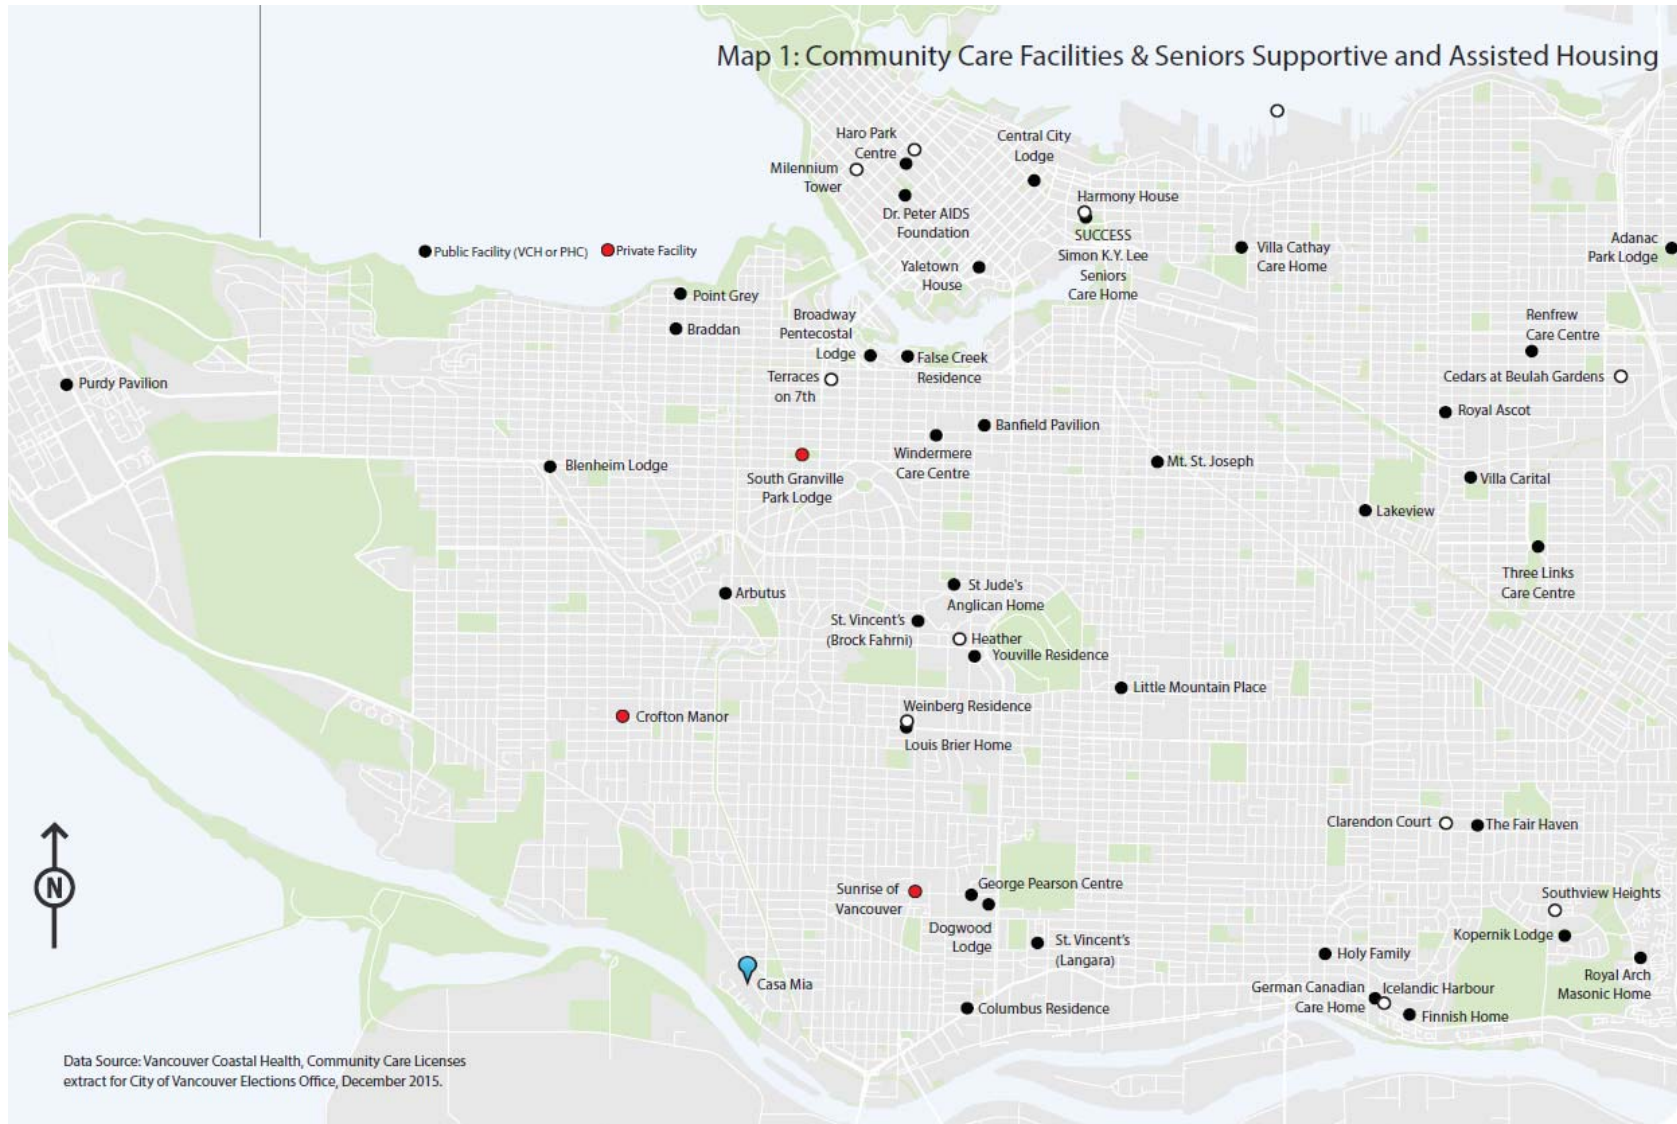 Map 1: Community Care Facilities & Seniors Supportive and Assisted Housing
Haro Park
Centre
Milennium
Tower
Central City
Lodge
Dr. Peter AIDS
Foundation
Harmony House
SUCCESS
Simon K.Y. Lee
Seniors
Care Home
Villa Cathay
Care Home
Adanac
Park Lodge
Public Facility (VCH or PHC)
Private Facility
Yaletown
House
Point Grey
Braddan
Broadway
Pentecostal
Lodge
False Creek
Residence
Renfrew
Care Centre
Purdy Pavilion
Terraces
on 7th
Cedars at Beulah Gardens
Royal Ascot
Banfield Pavilion
Windermere
Care Centre
Blenheim Lodge
South Granville
Park Lodge
Mt. St. Joseph
Villa Carital
Lakeview
Three Links
Care Centre
Arbutus
St Jude's
Anglican Home
St. Vincent's
(Brock Fahrni)
Heather
Youville Residence
Little Mountain Place
Crofton Manor
Weinberg Residence
Louis Brier Home
Clarendon Court
The Fair Haven
N
Sunrise of
Vancouver
George Pearson Centre
Dogwood
Lodge
St. Vincent's
(Langara)
Southview Heights
Kopernik Lodge
Holy Family
Royal Arch
Masonic Home
Casa Mia
Columbus Residence
German Canadian
Care Home
Icelandic Harbour
Finnish Home
Data Source: Vancouver Coastal Health, Community Care Licenses
extract for City of Vancouver Elections Office, December 2015.